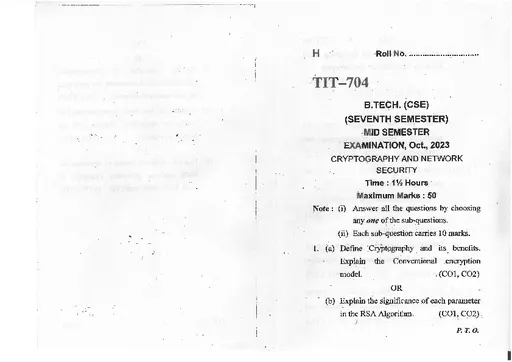 H Roll No. ..............................
TIT–704
B.TECH. (CSE)
(SEVENTH SEMESTER)
MID SEMESTER
EXAMINATION, Oct., 2023
CRYPTOGRAPHY AND NETWORK
SECURITY
Time : 1½ Hours
Maximum Marks : 50
Note : (i) Answer all the questions by choosing
any one of the sub-questions.
(ii) Each sub-question carries 10 marks.
1. (a) Define Cryptography and its benefits.
Explain the Conventional encryption
model. (CO1, CO2)
OR
(b) Explain the significance of each parameter
in the RSA Algorithm. (CO1, CO2)
P. T. O.